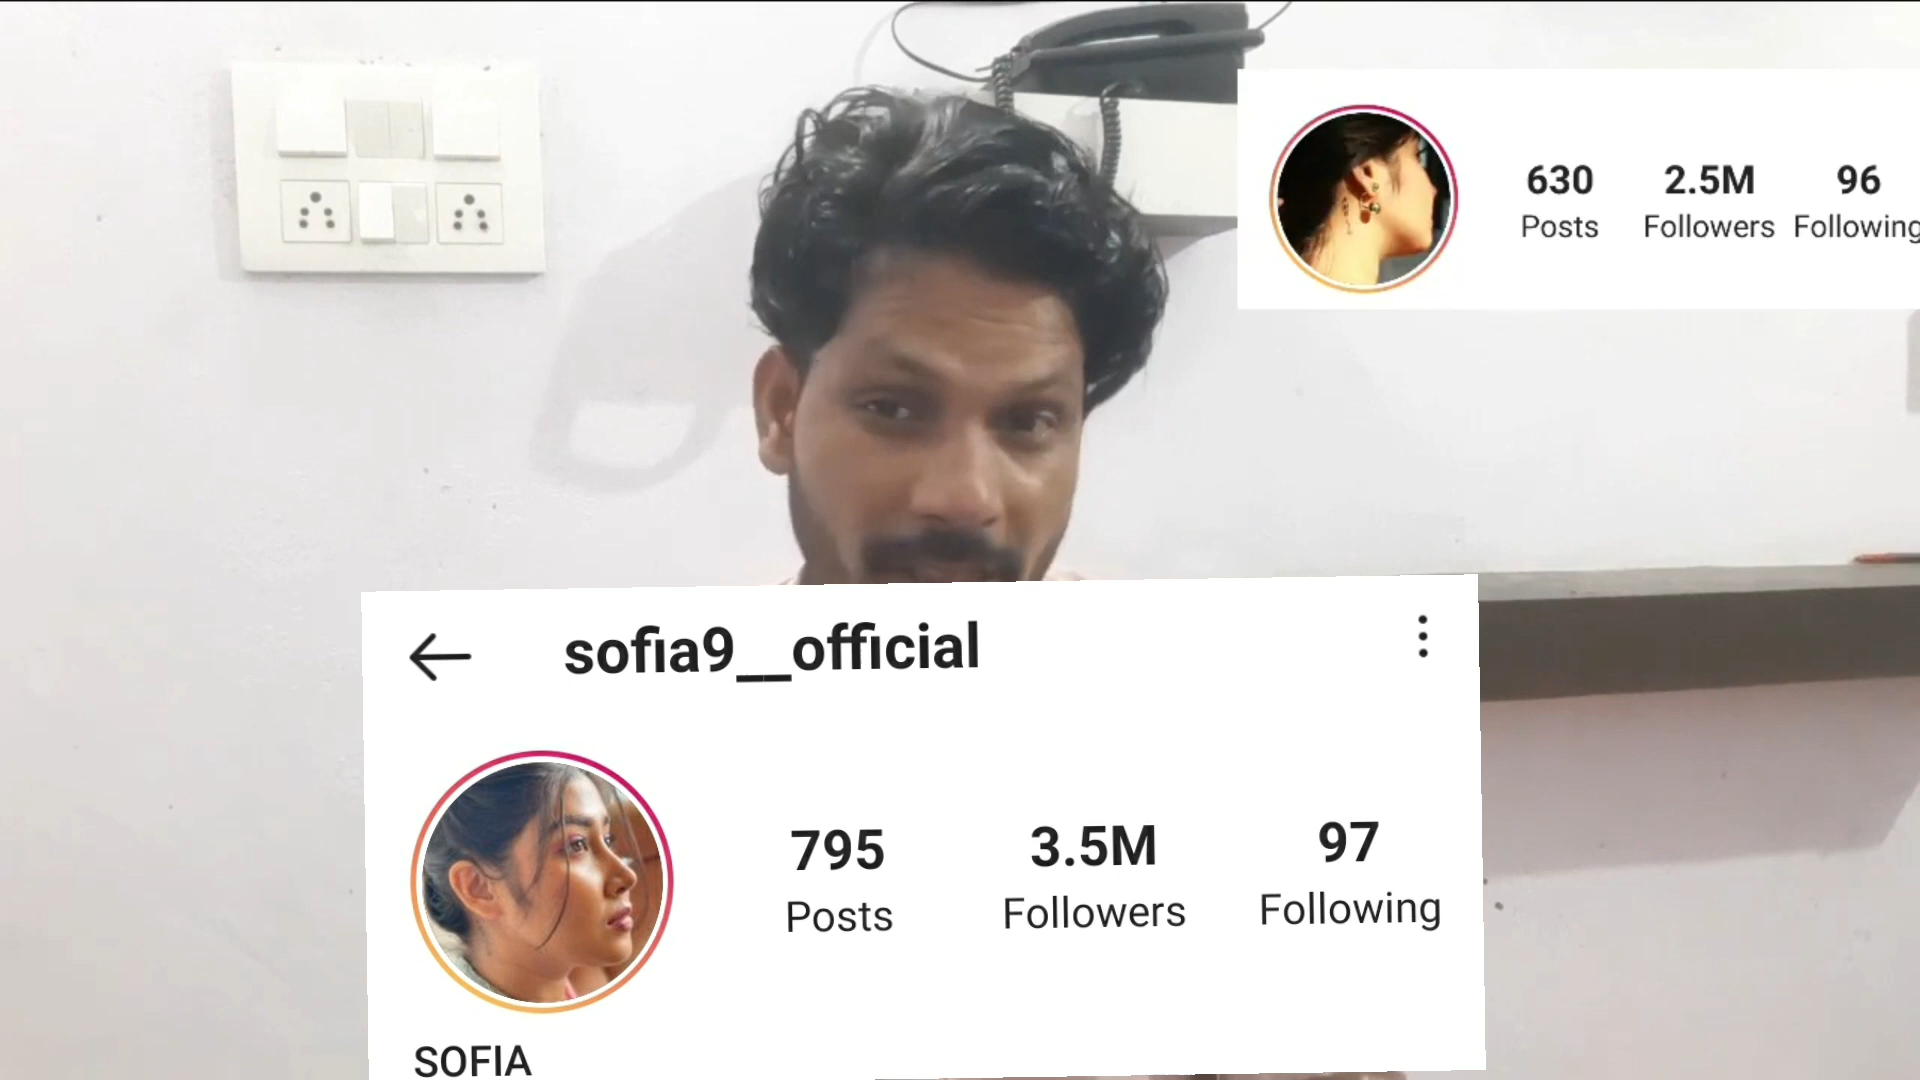 630 2.5M 96
Posts Followers Following
sofia9__official
795 3.5M 97
Posts Followers Following
SOFIA